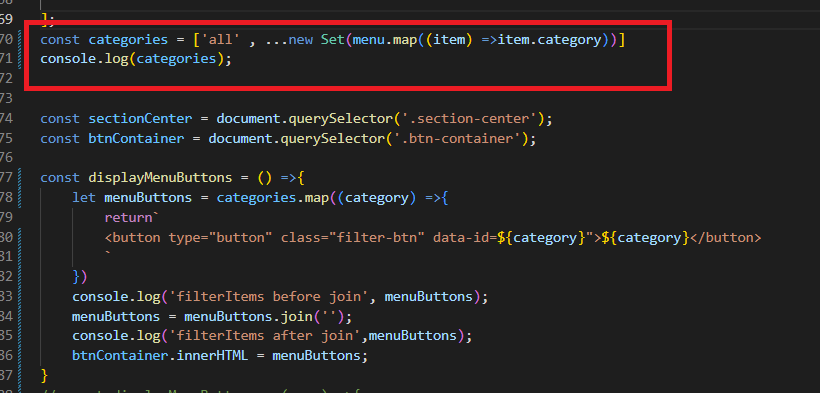 69 ];
70 const categories = ['all' , ...new Set(menu.map((item) =>item.category))]
71 console.log(categories);
72
73
74 const sectionCenter = document.querySelector('.section-center');
75 const btnContainer = document.querySelector('.btn-container');
76
77 const displayMenuButtons = () =>{
78 let menuButtons = categories.map((category) =>{
79 return`
80 <button type="button" class="filter-btn" data-id=${category}">${category}</button>
81 `
82 })
83 console.log('filterItems before join', menuButtons);
84 menuButtons = menuButtons.join('');
85 console.log('filterItems after join',menuButtons);
86 btnContainer.innerHTML = menuButtons;
87 }